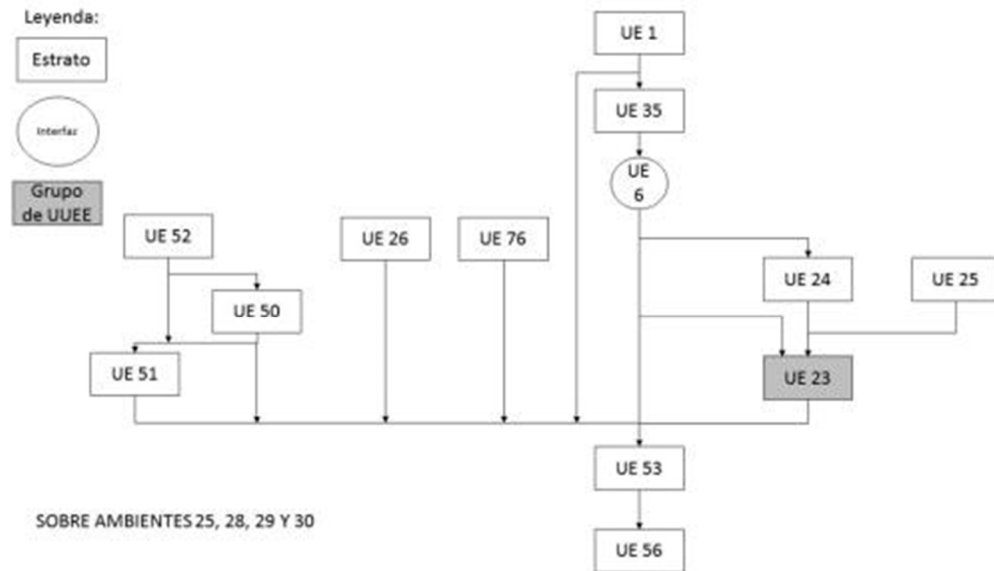 Leyenda:
Estrato
Interfaz
Grupo
de UUEE
UE 1
UE 35
UE
6
UE 52
UE 26
UE 76
UE 24
UE 25
UE 50
UE 51
UE 23
UE 53
SOBRE AMBIENTES 25, 28, 29 Y 30
UE 56